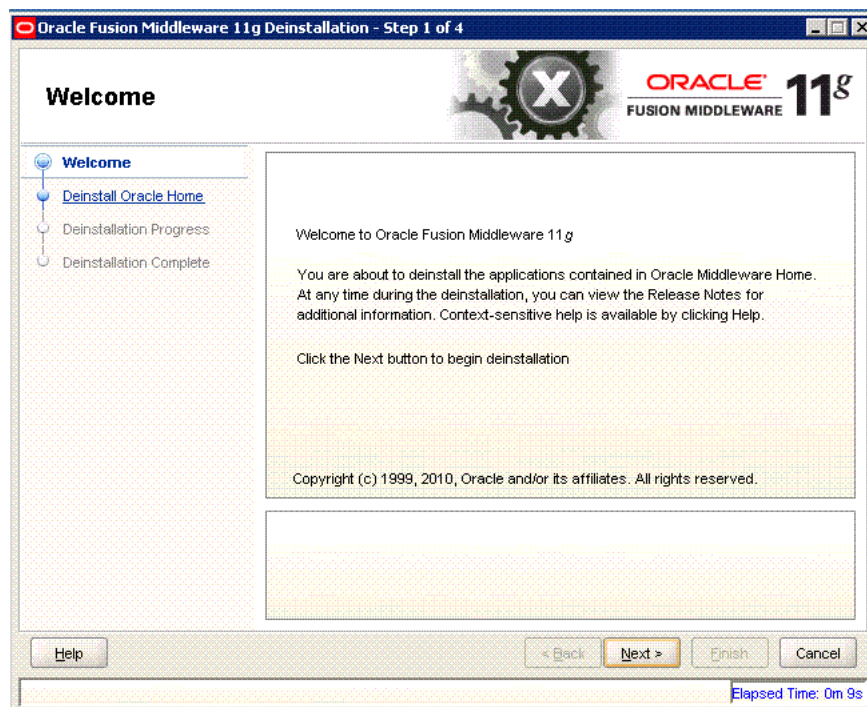 Oracle Fusion Middleware 11g Deinstallation - Step 1 of 4
Welcome
ORACLE
FUSION MIDDLEWARE
11g
Welcome
Deinstall Oracle Home
Deinstallation Progress
Deinstallation Complete
Welcome to Oracle Fusion Middleware 11g
You are about to deinstall the applications contained in Oracle Middleware Home.
At any time during the deinstallation, you can view the Release Notes for
additional information. Context-sensitive help is available by clicking Help.
Click the Next button to begin deinstallation
Copyright (c) 1999, 2010, Oracle and/or its affiliates. All rights reserved.
Help
< Back
Next >
Finish
Cancel
Elapsed Time: 0m 9s